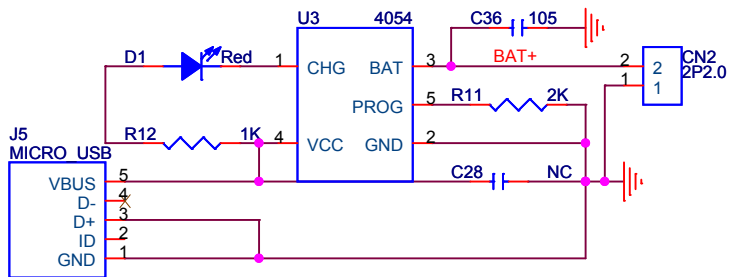 U3 4054 C36 105
D1 Red 1 CHG BAT 3 BAT+ 2 2 CN2
1 1 2P2.0
PROG 5 R11 2K
J5 R12 1K 4 VCC GND 2
MICRO_USB
VBUS 5 C28 NC
D- 4
D+ 3
ID 2
GND 1